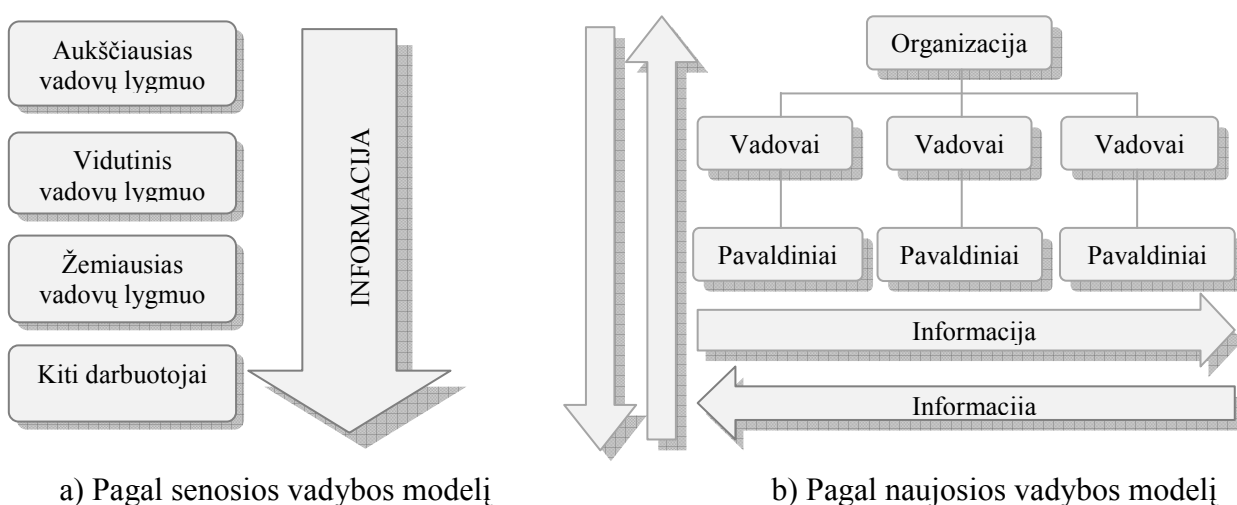 Aukščiausias
vadovų lygmuo
Vidutinis
vadovų lygmuo
Žemiausias
vadovų lygmuo
Kiti darbuotojai
INFORMACIJA
a) Pagal senosios vadybos modelį
Organizacija
Vadovai
Vadovai
Vadovai
Pavaldiniai
Pavaldiniai
Pavaldiniai
Informacija
Informacija
b) Pagal naujosios vadybos modelį